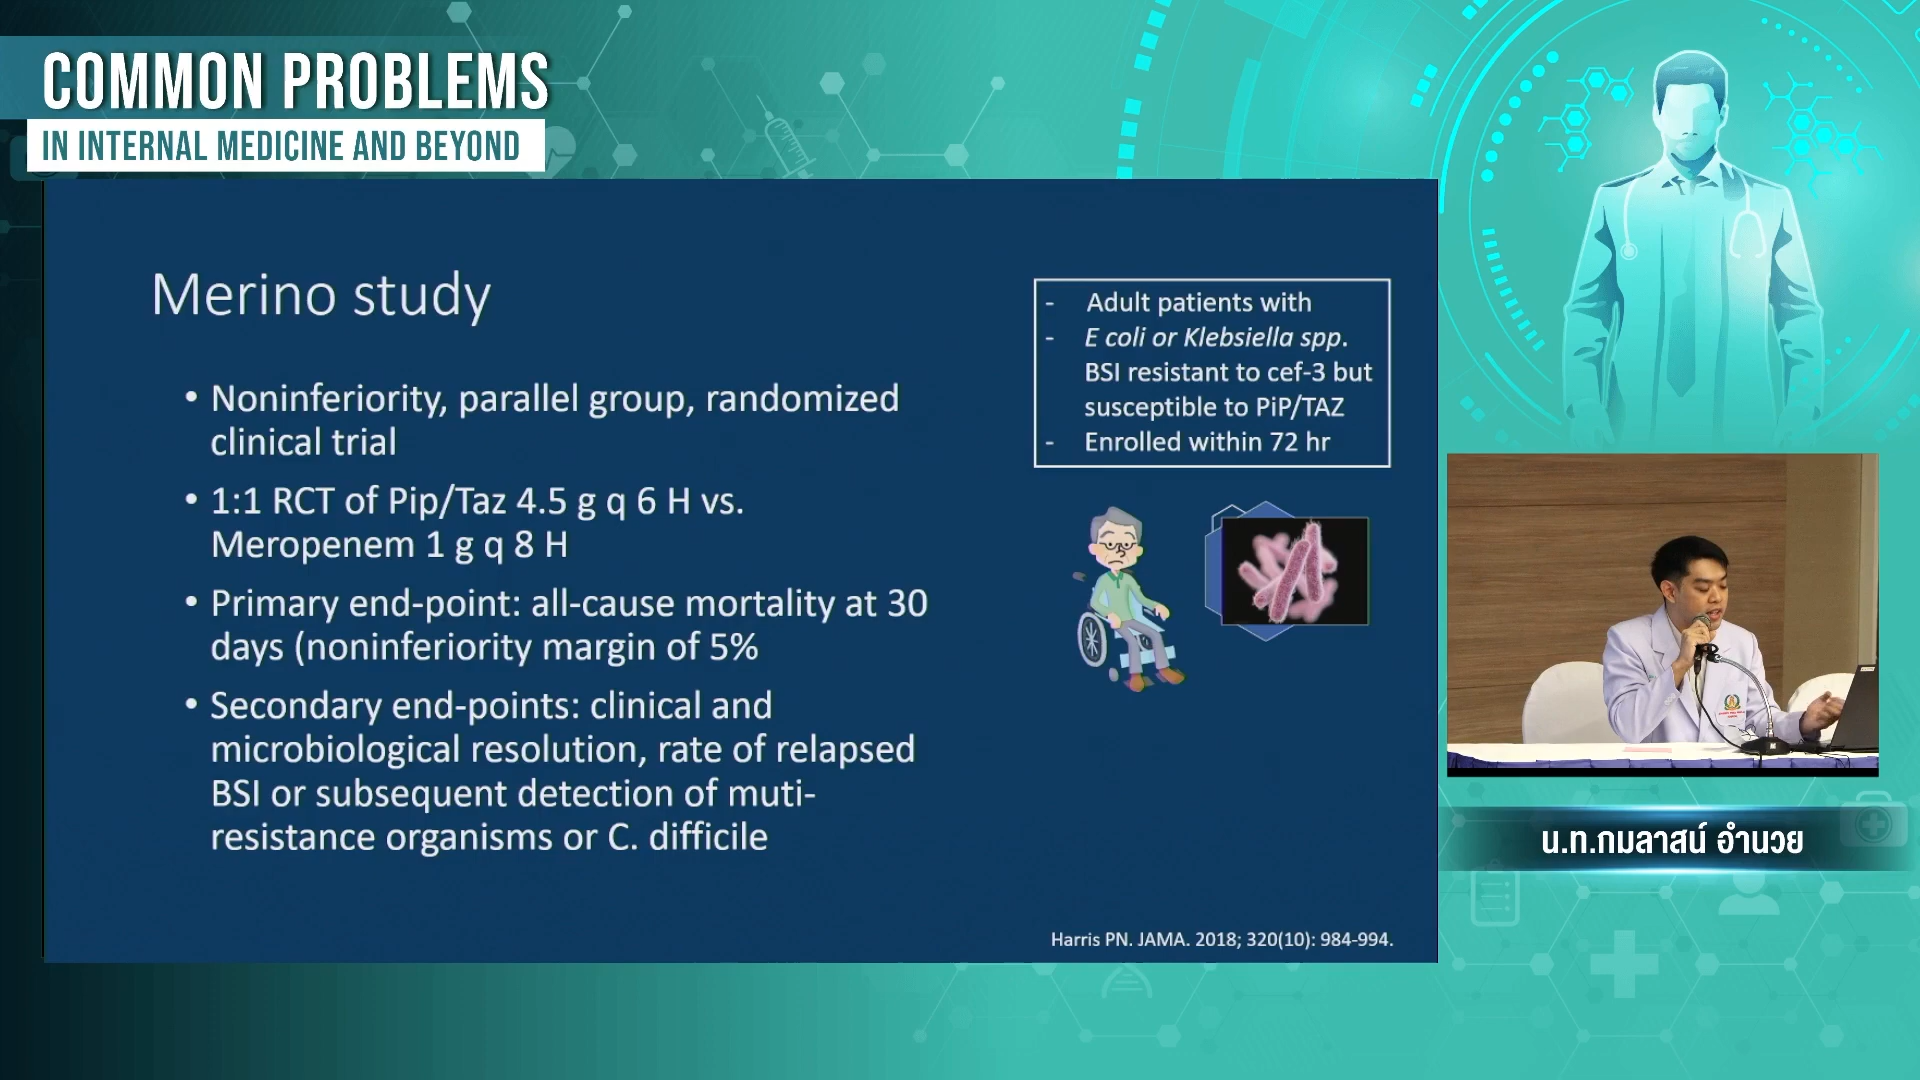 COMMON PROBLEMS
IN INTERNAL MEDICINE AND BEYOND
Merino study
• Noninferiority, parallel group, randomized
clinical trial
• 1:1 RCT of Pip/Taz 4.5 g q 6 H vs.
Meropenem 1 g q 8 H
• Primary end-point: all-cause mortality at 30
days (noninferiority margin of 5%
• Secondary end-points: clinical and
microbiological resolution, rate of relapsed
BSI or subsequent detection of muti-
resistance organisms or C. difficile
- Adult patients with
- E coli or Klebsiella spp.
BSI resistant to cef-3 but
susceptible to PiP/TAZ
- Enrolled within 72 hr
Harris PN. JAMA. 2018; 320(10): 984-994.
น.ท.กมลาสน์ อำนวย